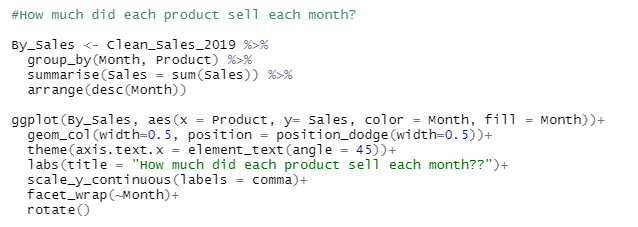 #How much did each product sell each month?
By_Sales <- Clean_Sales_2019 %>%
group_by(Month, Product) %>%
summarise(Sales = sum(Sales)) %>%
arrange(desc(Month))
ggplot(By_Sales, aes(x = Product, y= Sales, color = Month, fill = Month))+
geom_col(width=0.5, position = position_dodge(width=0.5))+
theme(axis.text.x = element_text(angle = 45))+
labs(title = "How much did each product sell each month??")+
scale_y_continuous(labels = comma)+
facet_wrap(~Month)+
rotate()